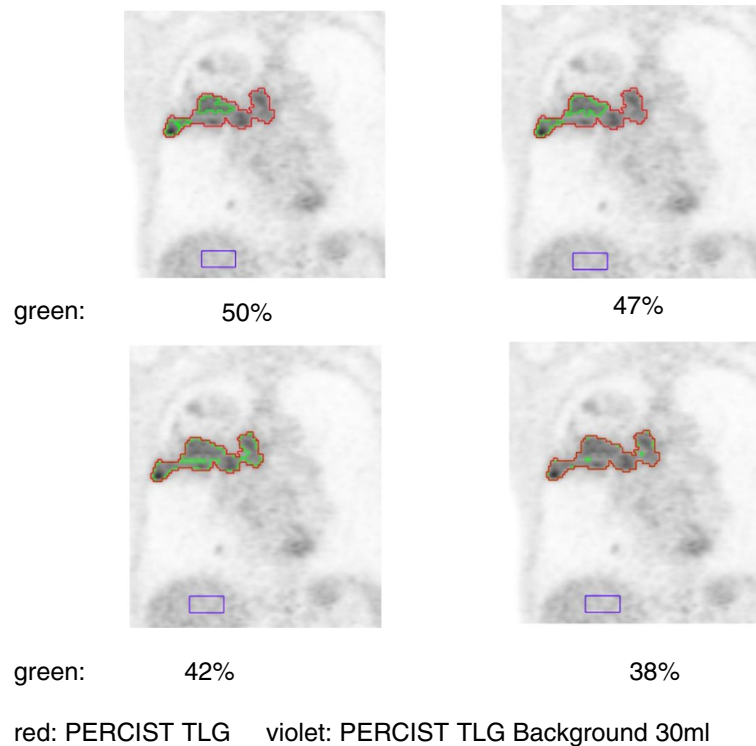 green: 50% 47%
green: 42% 38%
red: PERCIST TLG violet: PERCIST TLG Background 30ml